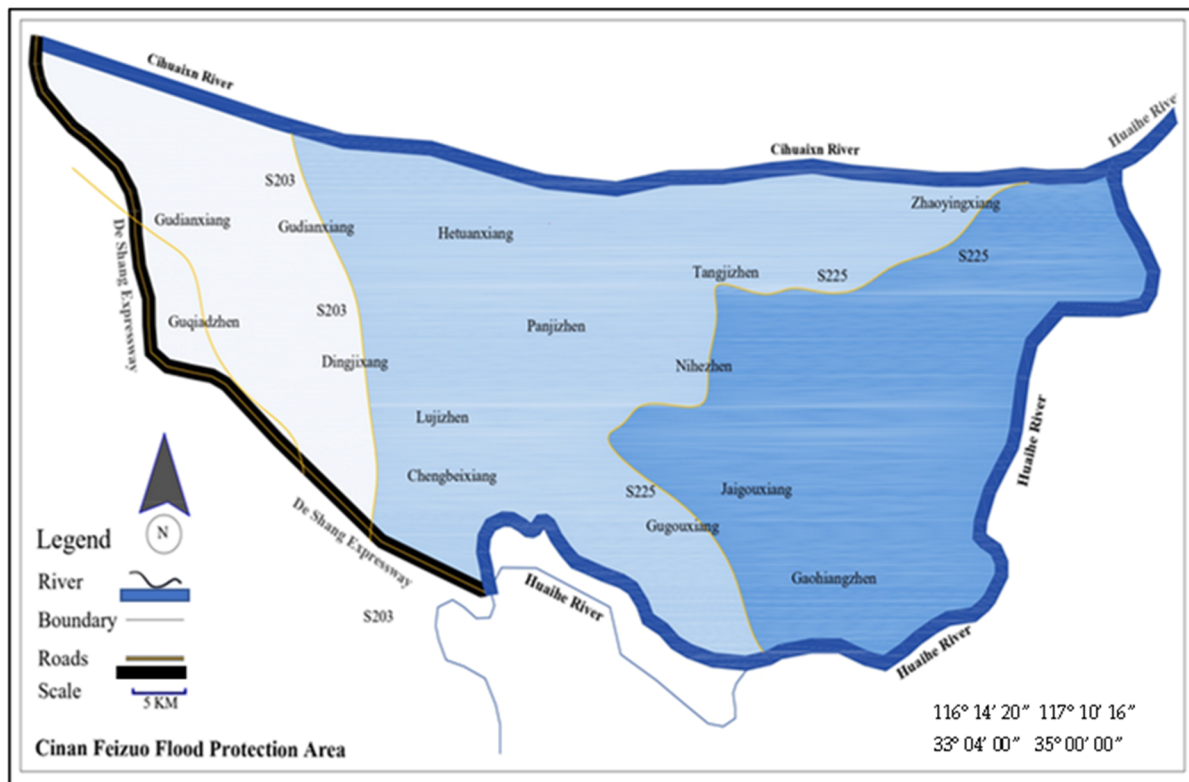 Cihuaixn River
Huaihe River
Cihuaixn River
S203
Zhaoyingxiang
Gudianxiang
Gudianxiang
Hetuanxiang
De Shang Expressway
S225
Tangjizhen
S225
S203
Guqiadzhen
Panjizhen
Dingjixang
Nihezhen
Lujizhen
Huaihe River
Chengbeixiang
S225
Jaigouxiang
De Shang Expressway
Gugouxiang
N
Legend
River
Huaihe River
Gaohiangzhen
Boundary
S203
Roads
Huaihe River
Scale
5 KM
116° 14' 20" 117° 10' 16"
33° 04' 00" 35° 00' 00"
Cinan Feizuo Flood Protection Area